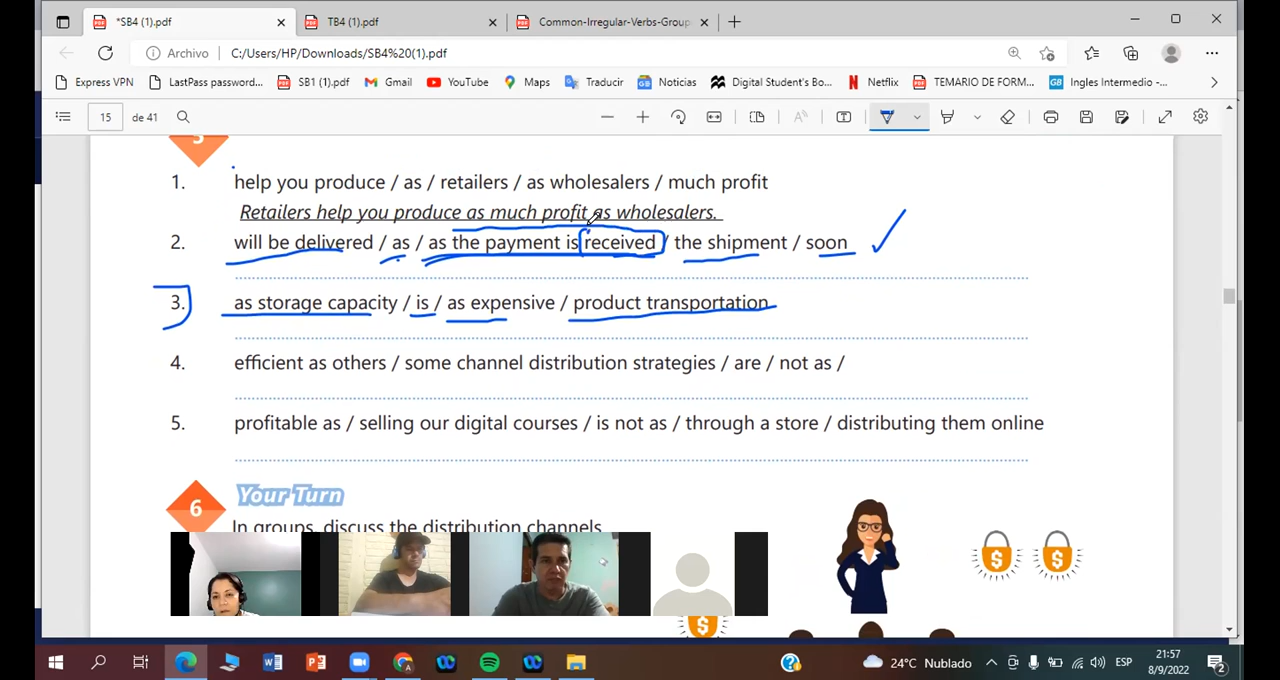 *SB4 (1).pdf
TB4 (1).pdf
Common-Irregular-Verbs-Group
Archivo
C:/Users/HP/Downloads/SB4%20(1).pdf
Express VPN
LastPass password...
SB1 (1).pdf
Gmail
YouTube
Maps
Traducir
Noticias
Digital Student's Bo...
Netflix
TEMARIO DE FORM...
Ingles Intermedio -...
15 de 41
5
1. help you produce / as / retailers / as wholesalers / much profit
Retailers help you produce as much profit as wholesalers.
2. will be delivered / as / as the payment is received / the shipment / soon
3. as storage capacity / is / as expensive / product transportation
4. efficient as others / some channel distribution strategies / are / not as /
5. profitable as / selling our digital courses / is not as / through a store / distributing them online
6 Your Turn
In groups, discuss the distribution channels
$ $
$
24°C Nublado
ESP
21:57
8/9/2022
2